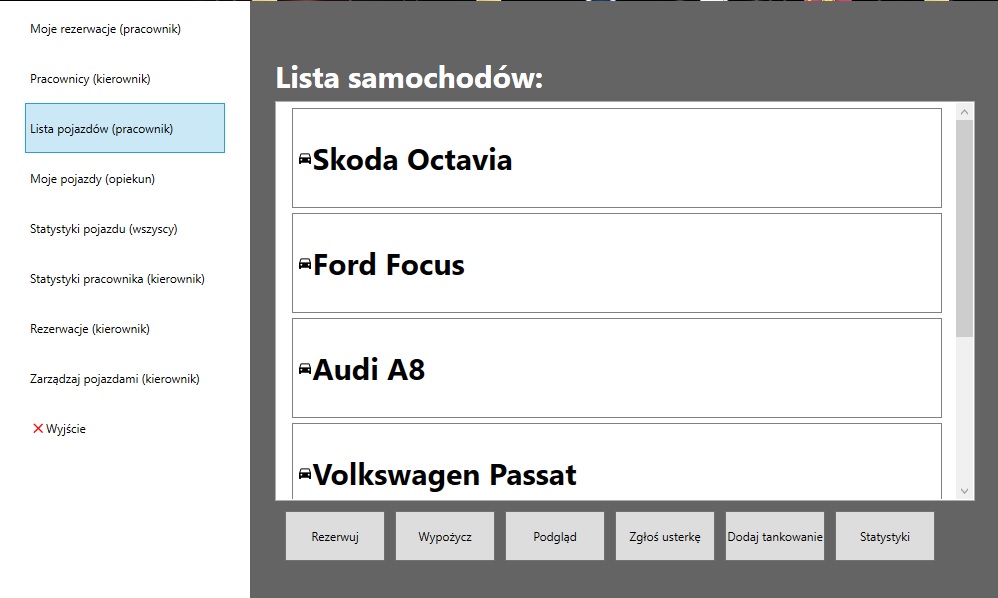 Moje rezerwacje (pracownik)
Pracownicy (kierownik)
Lista pojazdów (pracownik)
Moje pojazdy (opiekun)
Statystyki pojazdu (wszyscy)
Statystyki pracownika (kierownik)
Rezerwacje (kierownik)
Zarządzaj pojazdami (kierownik)
Wyjście
Lista samochodów:
Skoda Octavia
Ford Focus
Audi A8
Volkswagen Passat
Rezerwuj
Wypożycz
Podgląd
Zgłoś usterkę
Dodaj tankowanie
Statystyki